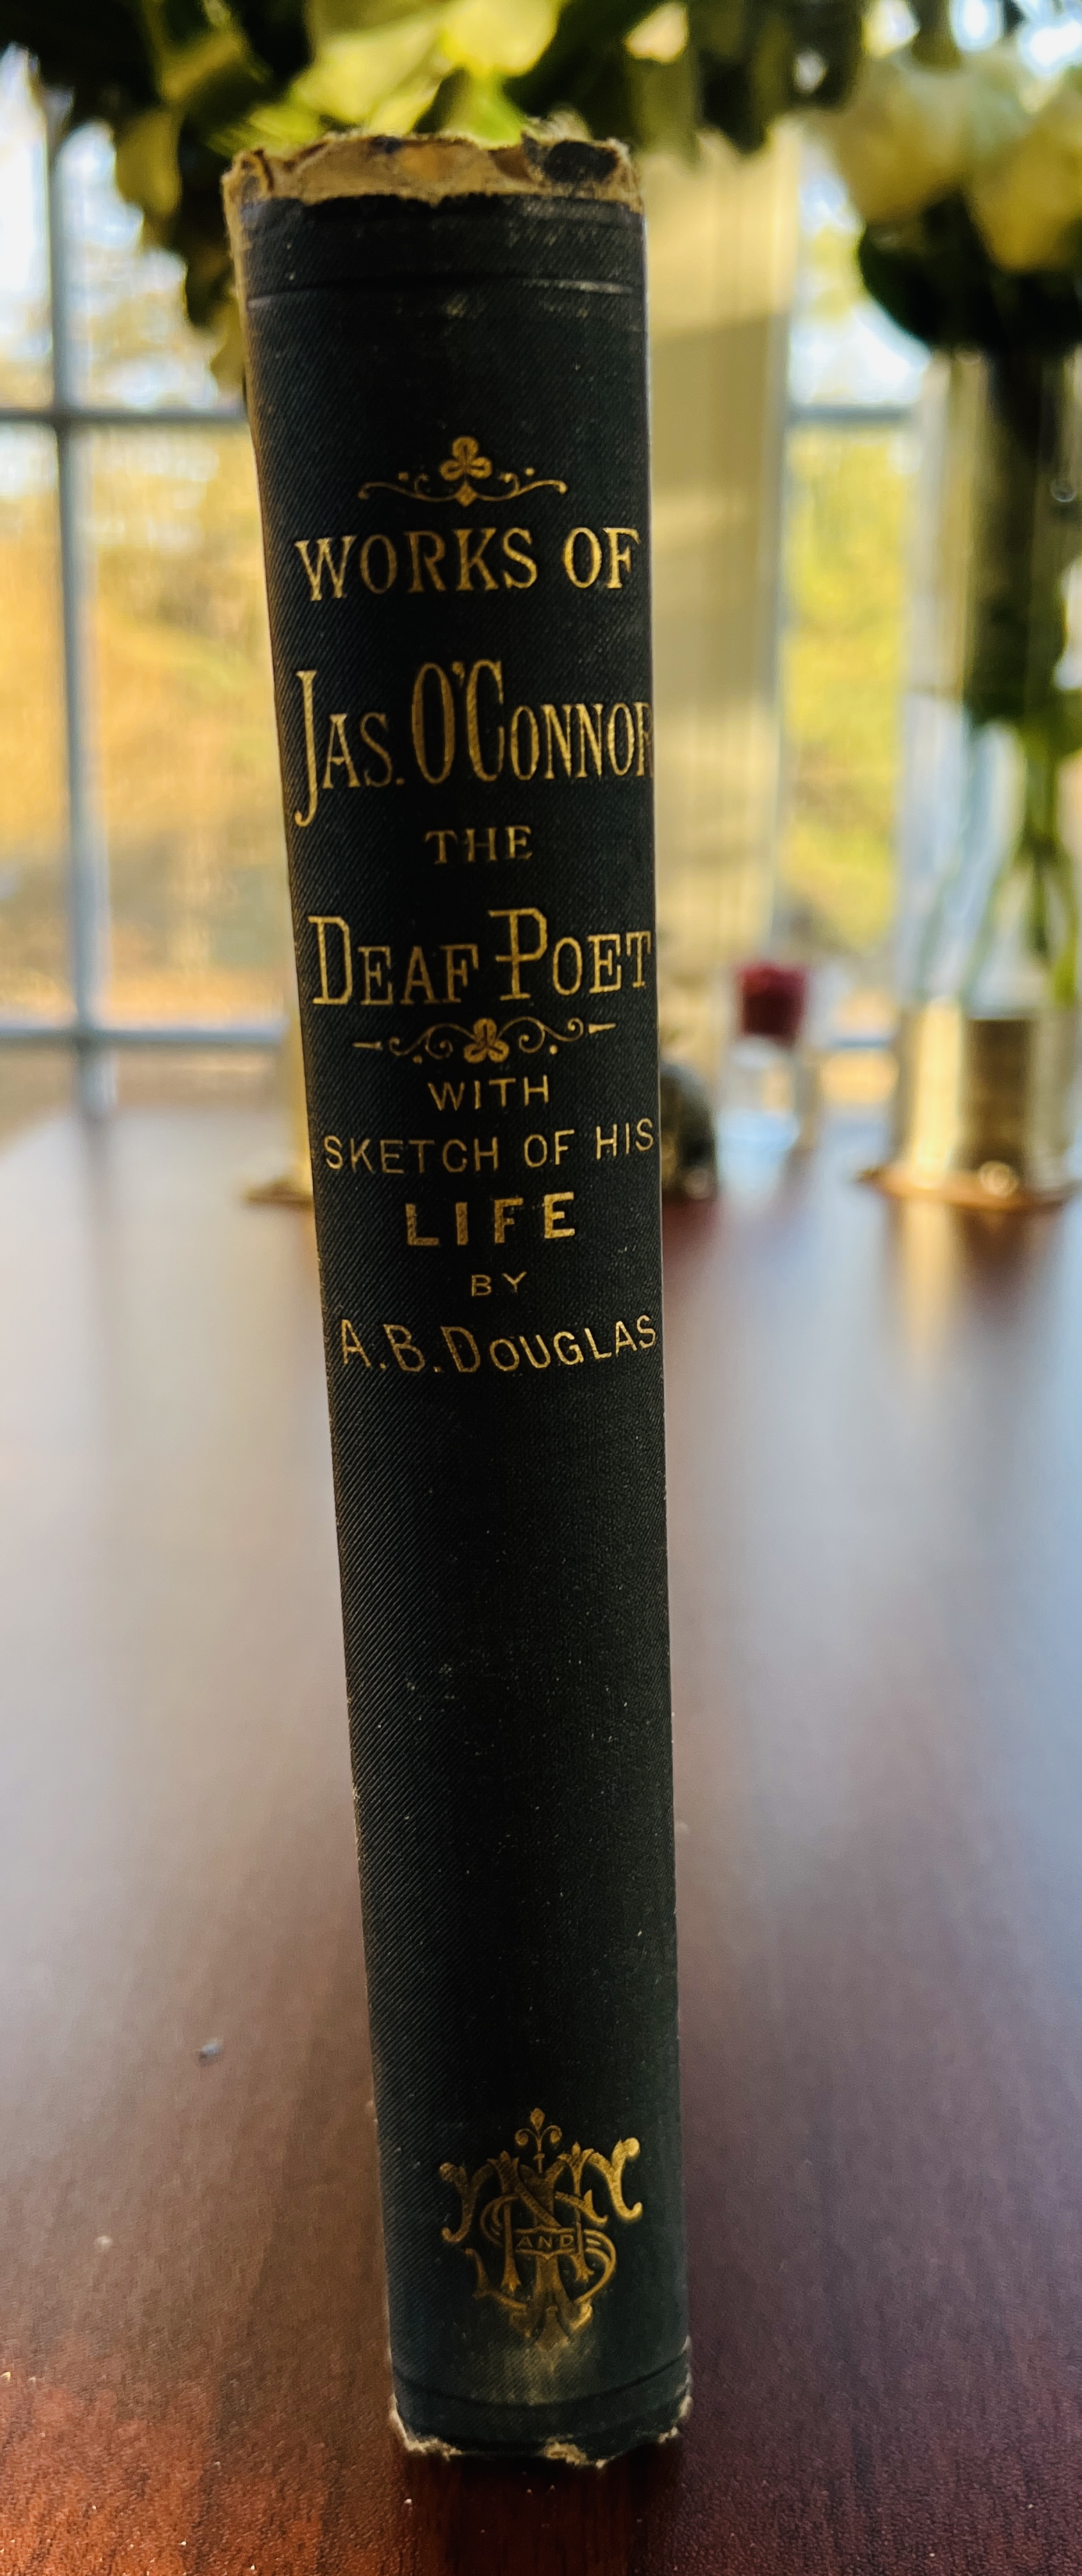 WORKS OF
JAS. O'CONNOR
THE
DEAF POET
WITH
SKETCH OF HIS
LIFE
BY
A.B. DOUGLAS
AND